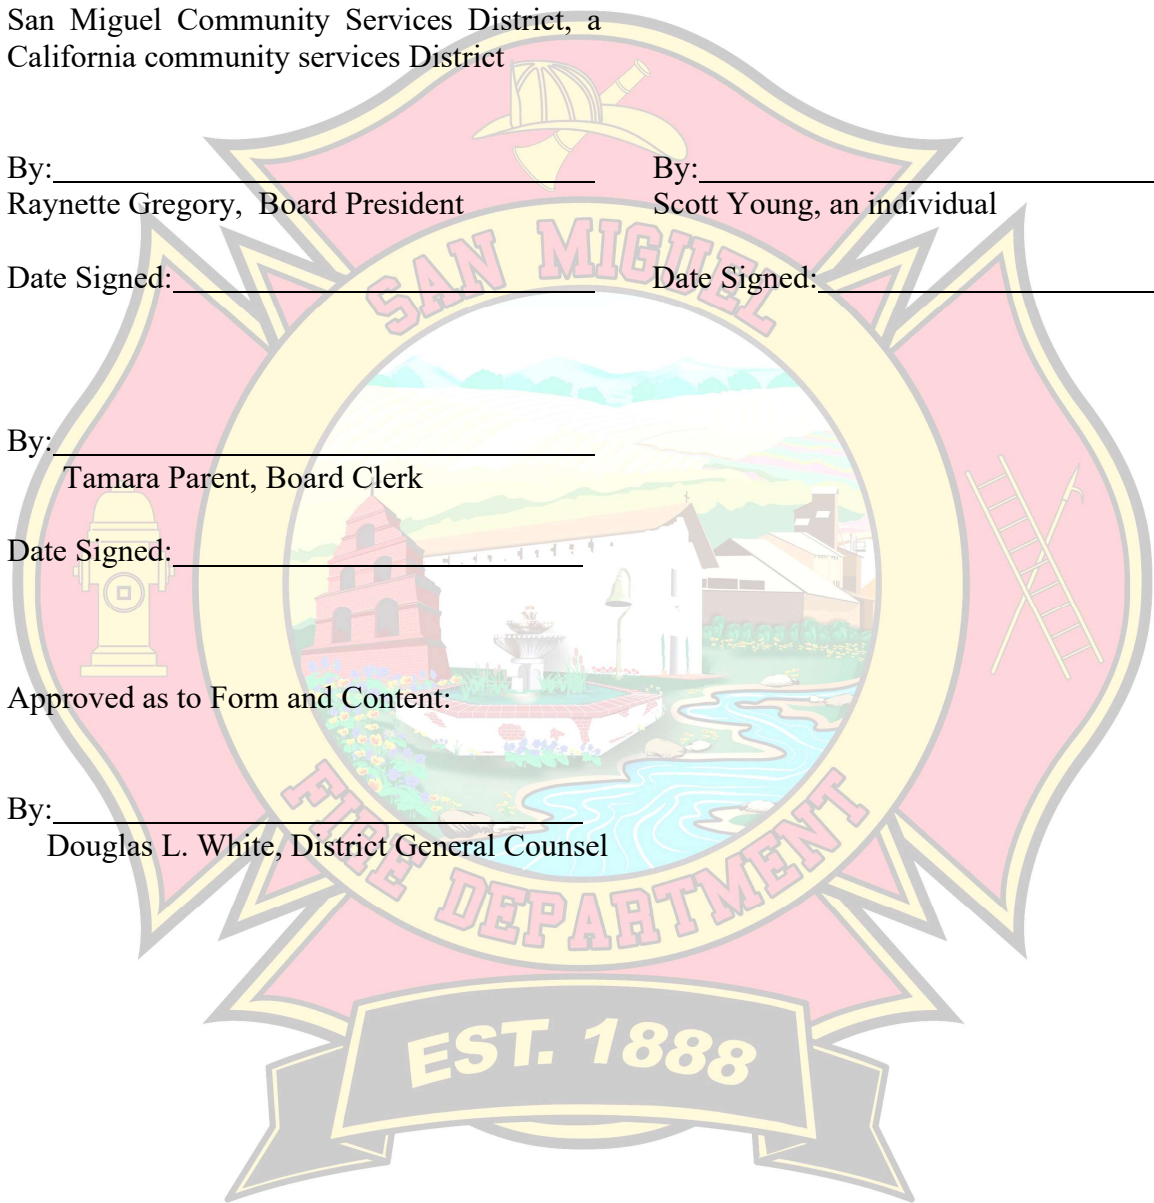 San Miguel Community Services District, a
California community services District
By:
Raynette Gregory, Board President
Date Signed:
By:
Scott Young, an individual
Date Signed:
By:
Tamara Parent, Board Clerk
Date Signed:
Approved as to Form and Content:
By:
Douglas L. White, District General Counsel
SAN MIGUEL
FIRE DEPARTMENT
EST. 1888